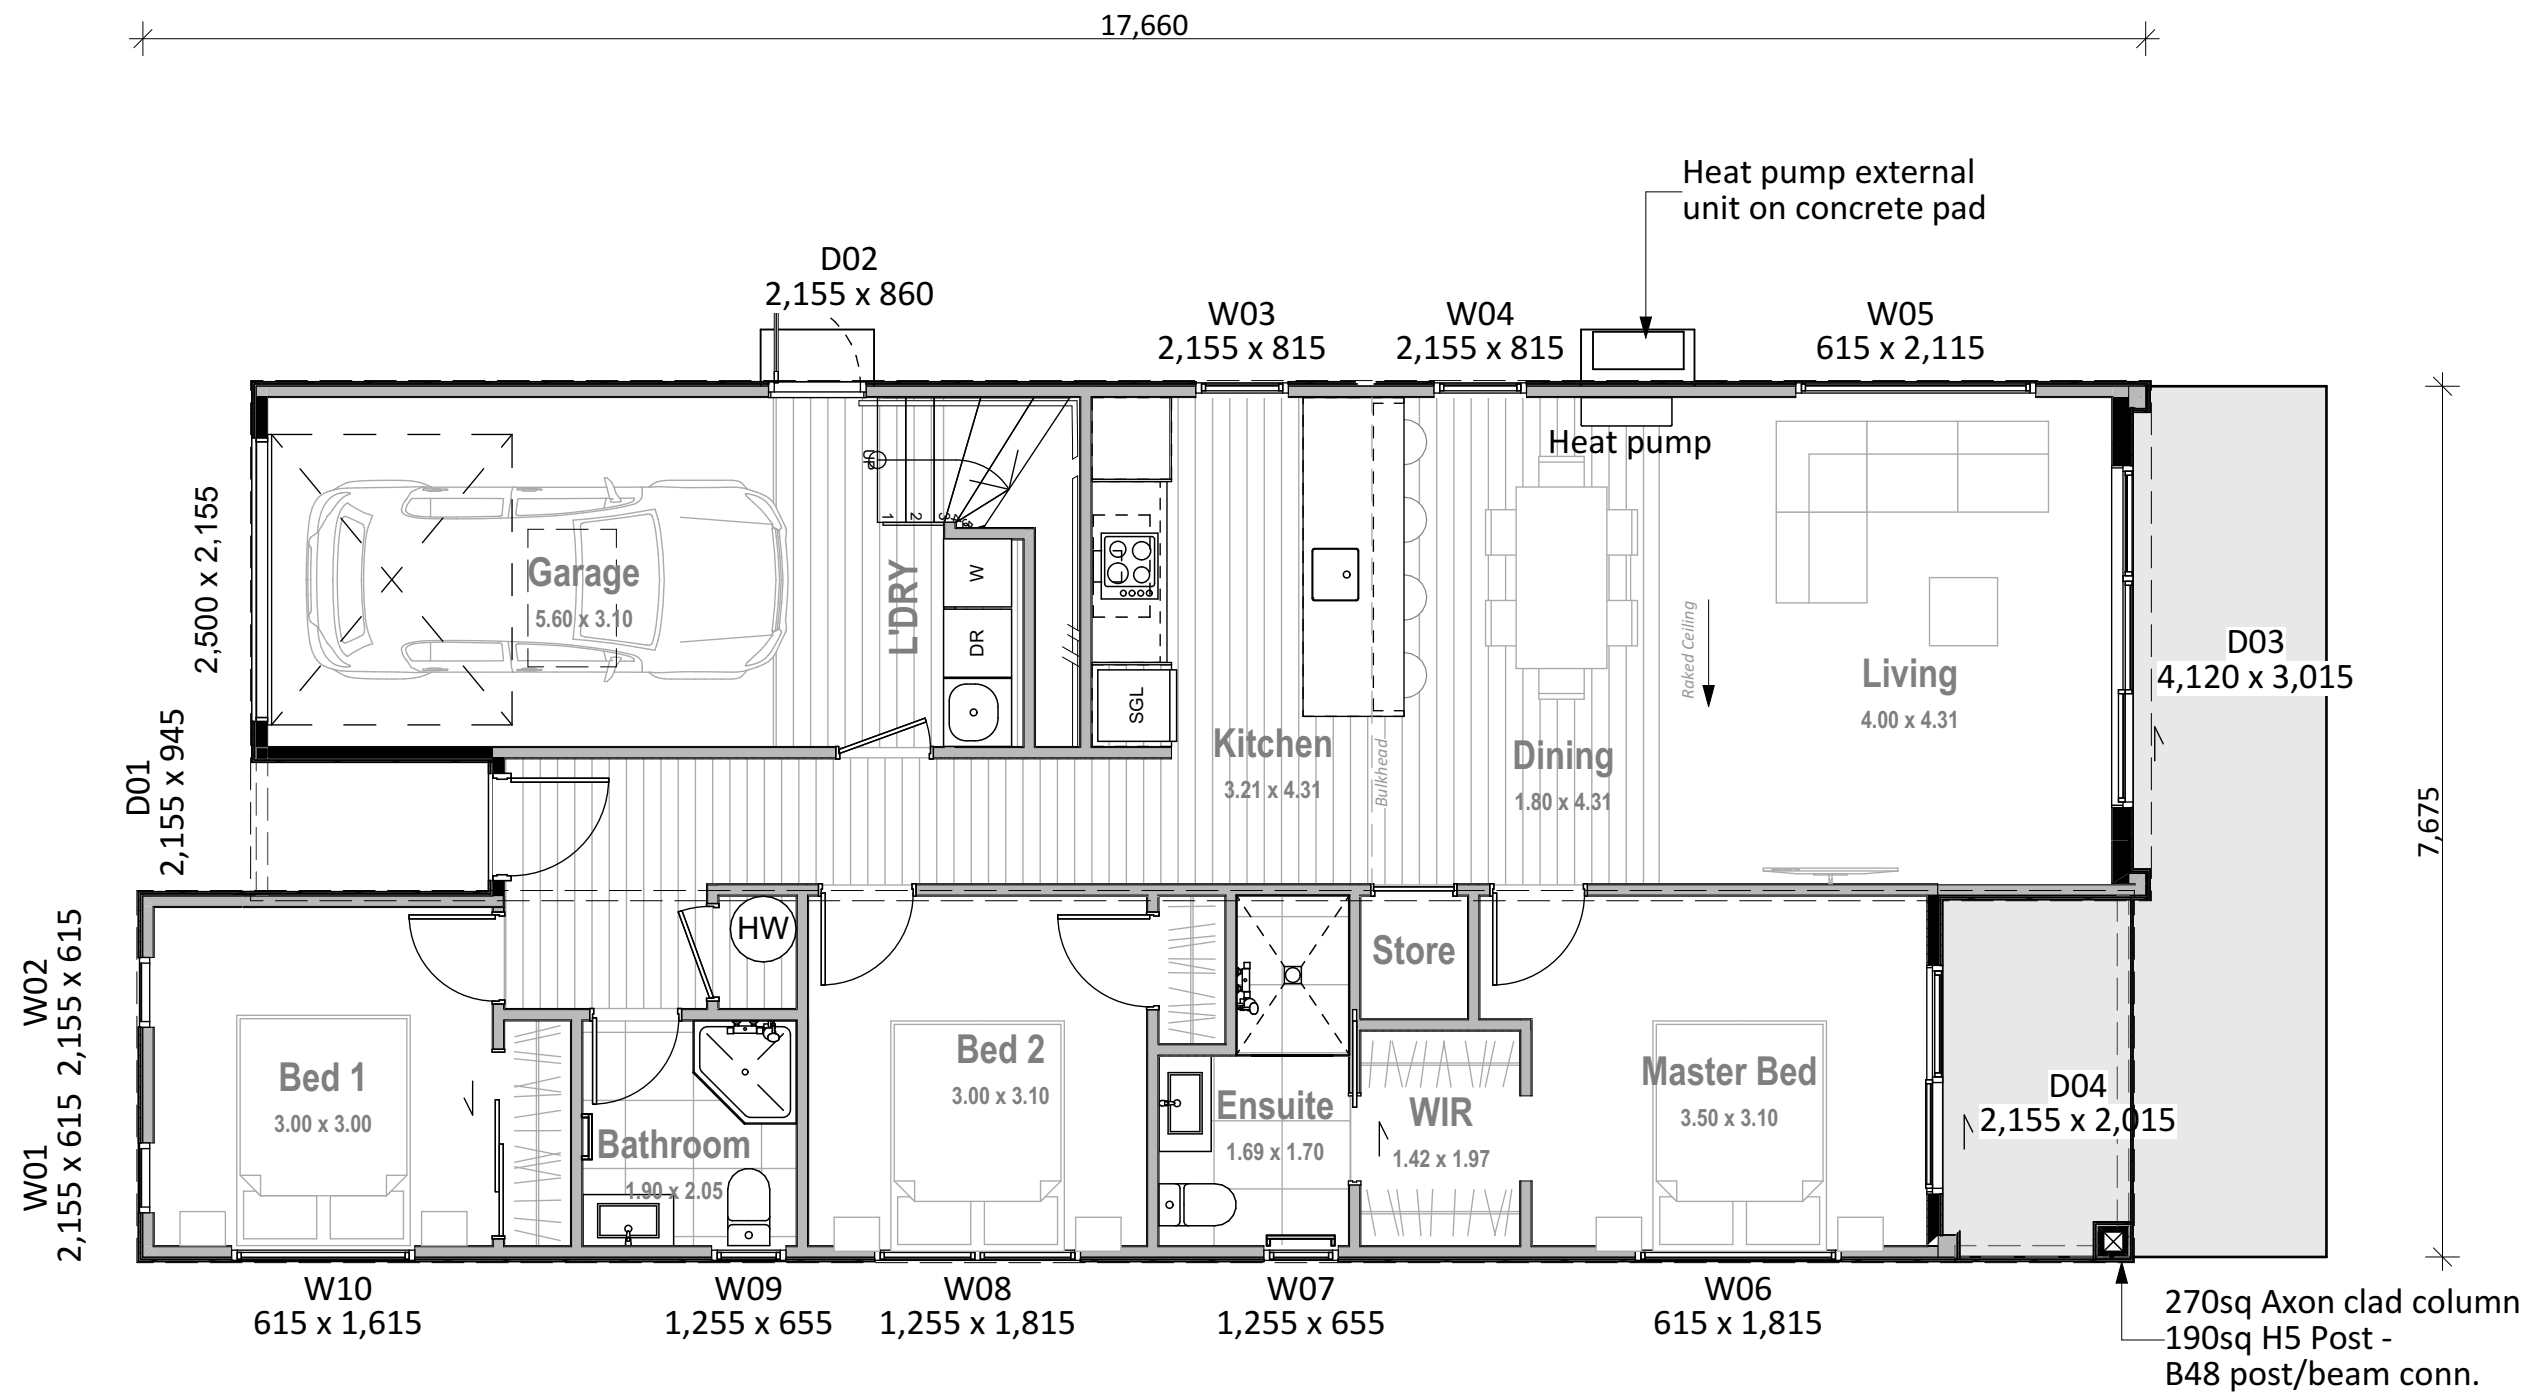 17,660
Heat pump external
unit on concrete pad
D02
2,155 x 860
W03
2,155 x 815
W04
2,155 x 815
W05
615 x 2,115
Heat pump
UP
1
2
3
2,500 x 2,155
Garage
5.60 x 3.10
L'DRY
W
DR
SGL
Raked Ceiling
Living
4.00 x 4.31
D03
4,120 x 3,015
D01
2,155 x 945
Kitchen
3.21 x 4.31
Bulkhead
Dining
1.80 x 4.31
7,675
HW
Store
W02
2,155 x 615
W01
2,155 x 615
Bed 1
3.00 x 3.00
Bathroom
1.90 x 2.05
Bed 2
3.00 x 3.10
Ensuite
1.69 x 1.70
WIR
1.42 x 1.97
Master Bed
3.50 x 3.10
D04
2,155 x 2,015
W10
615 x 1,615
W09
1,255 x 655
W08
1,255 x 1,815
W07
1,255 x 655
W06
615 x 1,815
270sq Axon clad column
190sq H5 Post -
B48 post/beam conn.